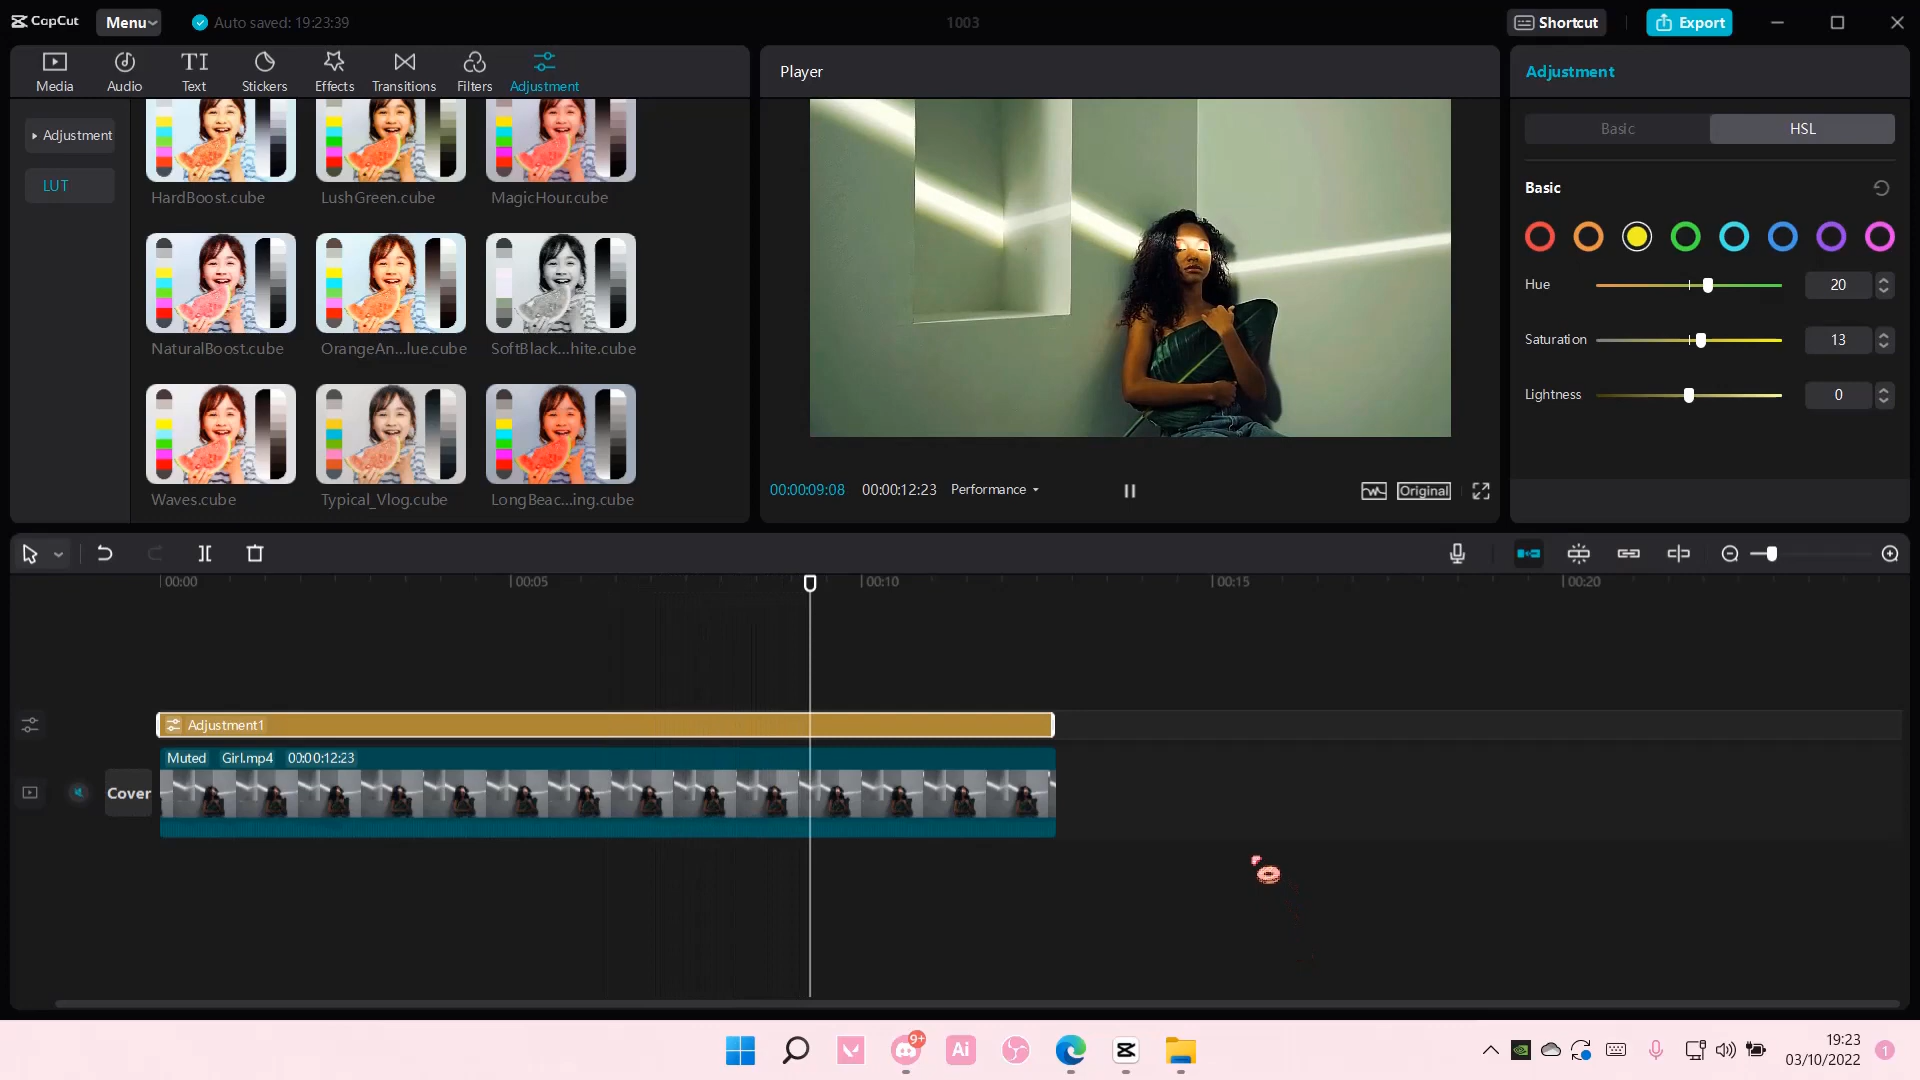 CapCut
Menu
Auto saved: 19:23:39
1003
Shortcut
Export
Media
Audio
TI
Text
Stickers
Effects
Transitions
Filters
Adjustment
Adjustment
LUT
HardBoost.cube
LushGreen.cube
MagicHour.cube
NaturalBoost.cube
OrangeAn...lue.cube
SoftBlack...hite.cube
Waves.cube
Typical_Vlog.cube
LongBeac...ing.cube
Player
00:00:09:08
00:00:12:23
Performance
Original
Adjustment
Basic
HSL
Basic
Hue
20
Saturation
13
Lightness
0
00:00
00:05
00:10
00:15
00:20
Adjustment1
Muted
Girl.mp4
00:00:12:23
Cover
9+
Ai
19:23
03/10/2022
1